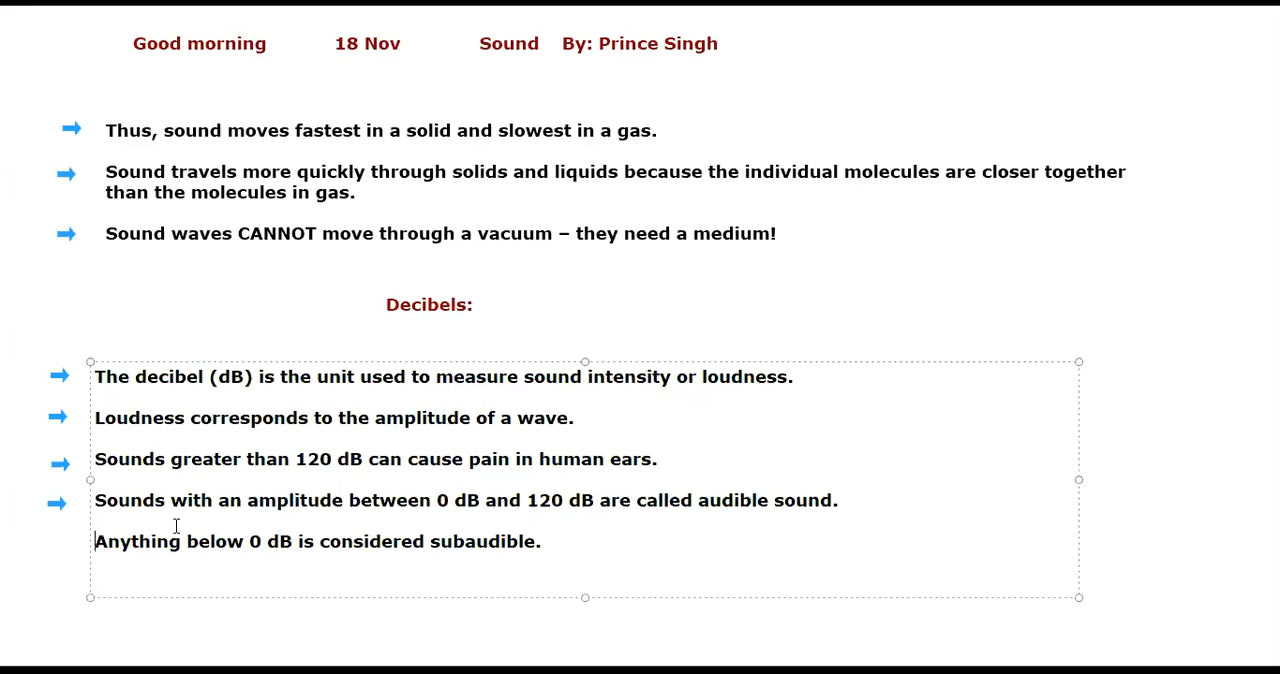 Good morning 18 Nov Sound By: Prince Singh
Thus, sound moves fastest in a solid and slowest in a gas.
Sound travels more quickly through solids and liquids because the individual molecules are closer together
than the molecules in gas.
Sound waves CANNOT move through a vacuum – they need a medium!
Decibels:
The decibel (dB) is the unit used to measure sound intensity or loudness.
Loudness corresponds to the amplitude of a wave.
Sounds greater than 120 dB can cause pain in human ears.
Sounds with an amplitude between 0 dB and 120 dB are called audible sound.
Anything below 0 dB is considered subaudible.